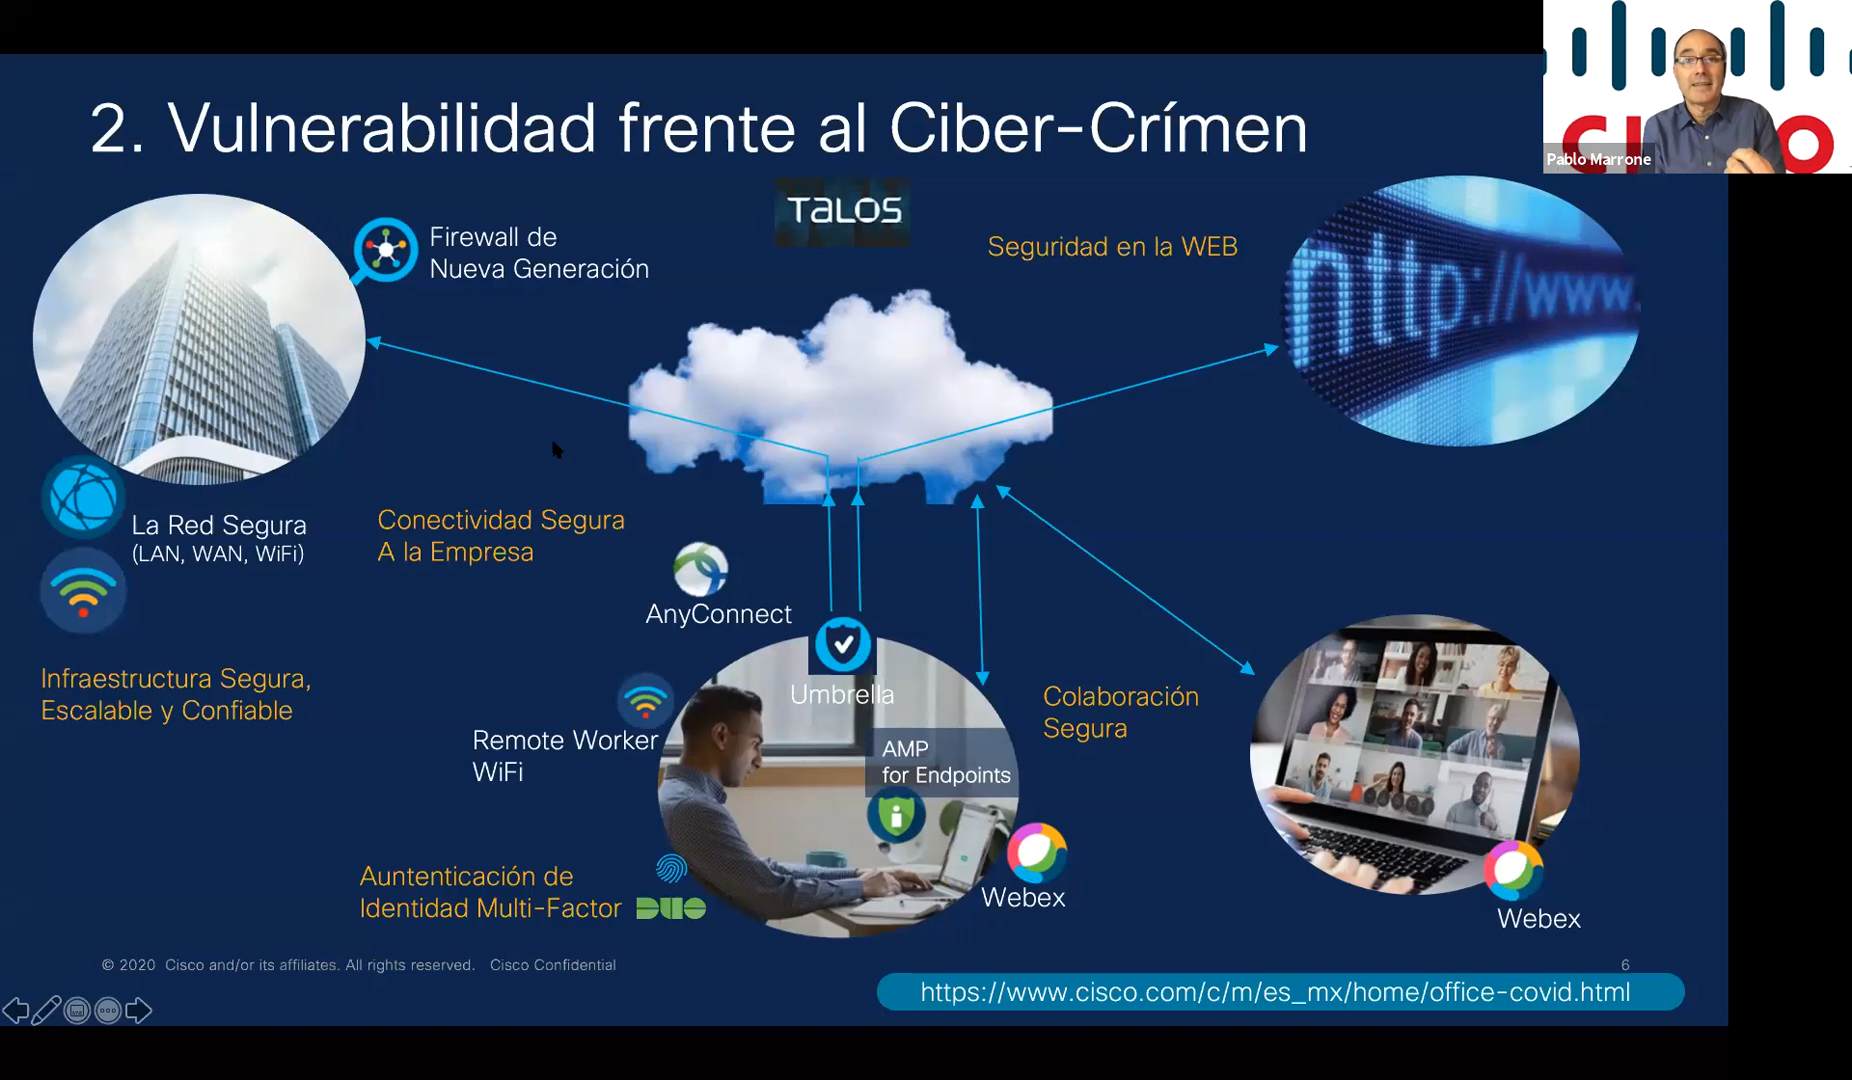 2. Vulnerabilidad frente al Ciber-Crímen
Pablo Marrone
TALOS
Firewall de
Nueva Generación
Seguridad en la WEB
http://www.
La Red Segura
(LAN, WAN, WiFi)
Conectividad Segura
A la Empresa
AnyConnect
Umbrella
Infraestructura Segura,
Escalable y Confiable
Remote Worker
WiFi
AMP
for Endpoints
Colaboración
Segura
Auntenticación de
Identidad Multi-Factor
DUO
Webex
Webex
© 2020 Cisco and/or its affiliates. All rights reserved. Cisco Confidential
6
https://www.cisco.com/c/m/es_mx/home/office-covid.html